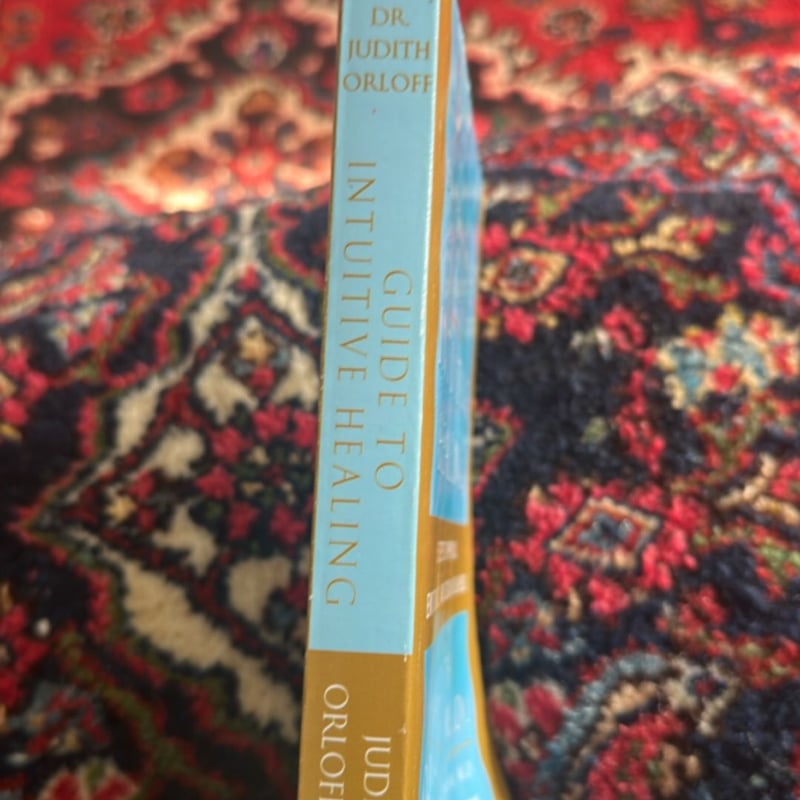 DR.
JUDITH
ORLOFF
GUIDE TO
INTUITIVE HEALING
JUD
ORLOF